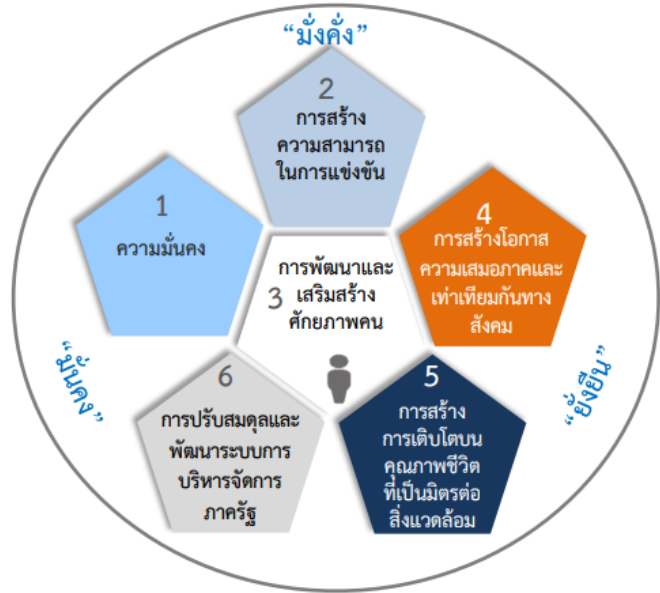 “มั่งคั่ง”
2
การสร้าง
ความสามารถ
ในการแข่งขัน
1
ความมั่นคง
4
การสร้างโอกาส
ความเสมอภาคและ
เท่าเทียมกันทาง
สังคม
การพัฒนาและ
3 เสริมสร้าง
ศักยภาพคน
“มั่นคง”
“ยั่งยืน”
6
การปรับสมดุลและ
พัฒนาระบบการ
บริหารจัดการ
ภาครัฐ
5
การสร้าง
การเติบโตบน
คุณภาพชีวิต
ที่เป็นมิตรต่อ
สิ่งแวดล้อม